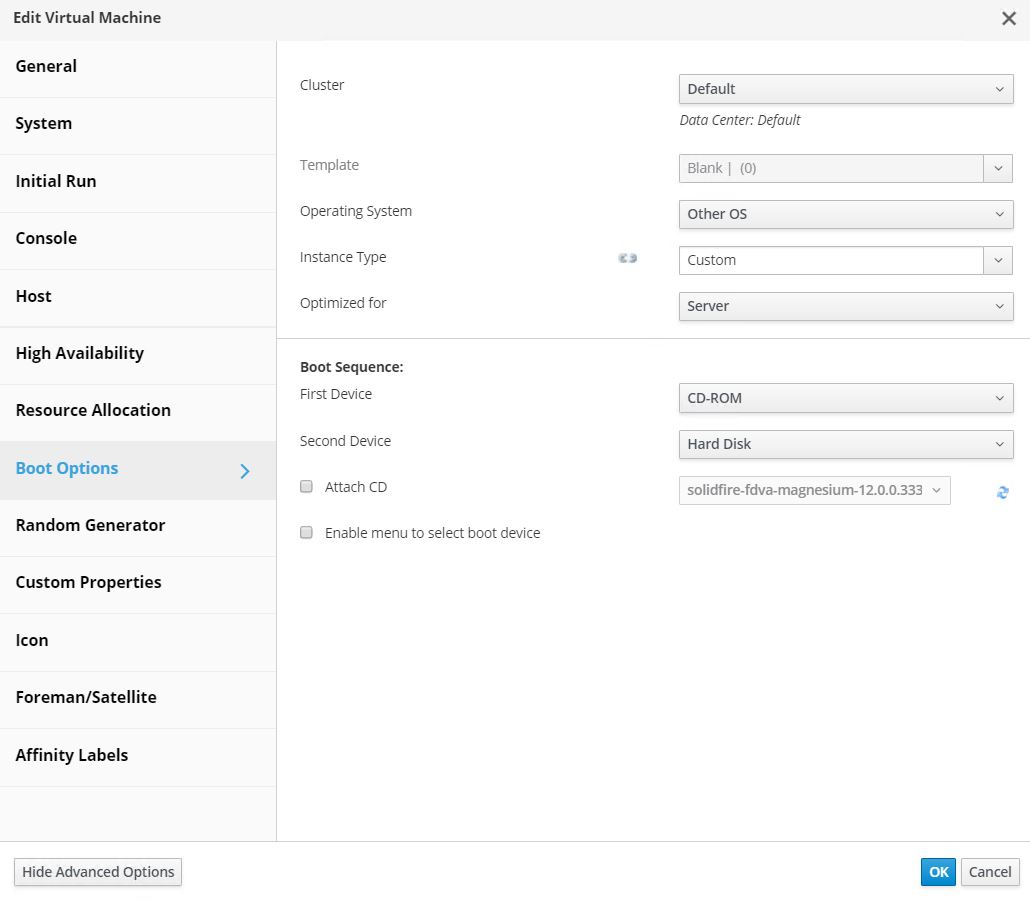 Edit Virtual Machine
General
System
Initial Run
Console
Host
High Availability
Resource Allocation
Boot Options
Random Generator
Custom Properties
Icon
Foreman/Satellite
Affinity Labels
Cluster
Default
Data Center: Default
Template
Blank | (0)
Operating System
Other OS
Instance Type
Custom
Optimized for
Server
Boot Sequence:
First Device
CD-ROM
Second Device
Hard Disk
Attach CD
solidfire-fdva-magnesium-12.0.0.333
Enable menu to select boot device
Hide Advanced Options
OK
Cancel